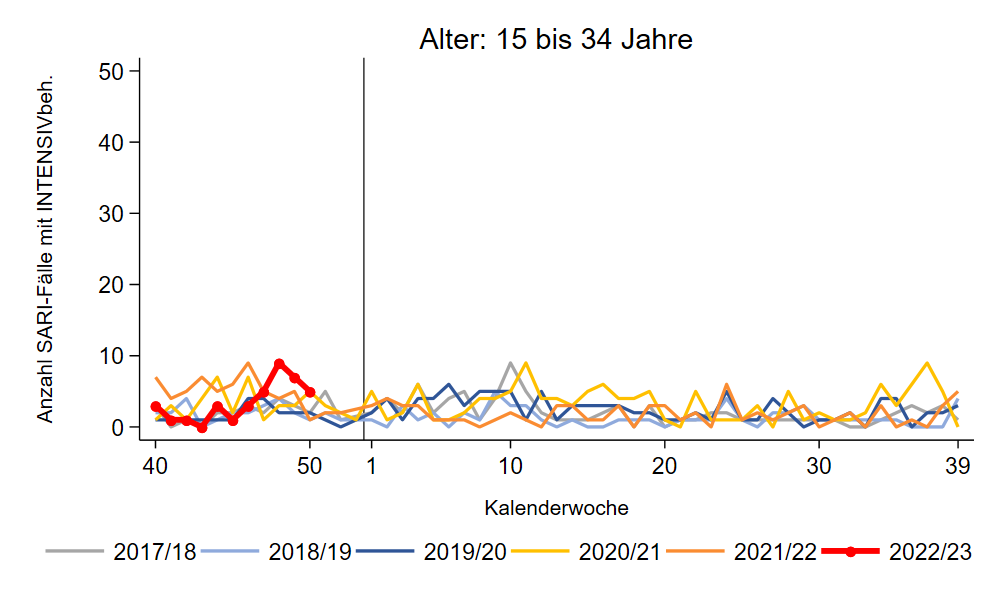 Alter: 15 bis 34 Jahre
Anzahl SARI-Fälle mit INTENSIVbeh.
50
40
30
20
10
0
40 50 1 10 20 30 39
Kalenderwoche
2017/18 2018/19 2019/20 2020/21 2021/22 2022/23